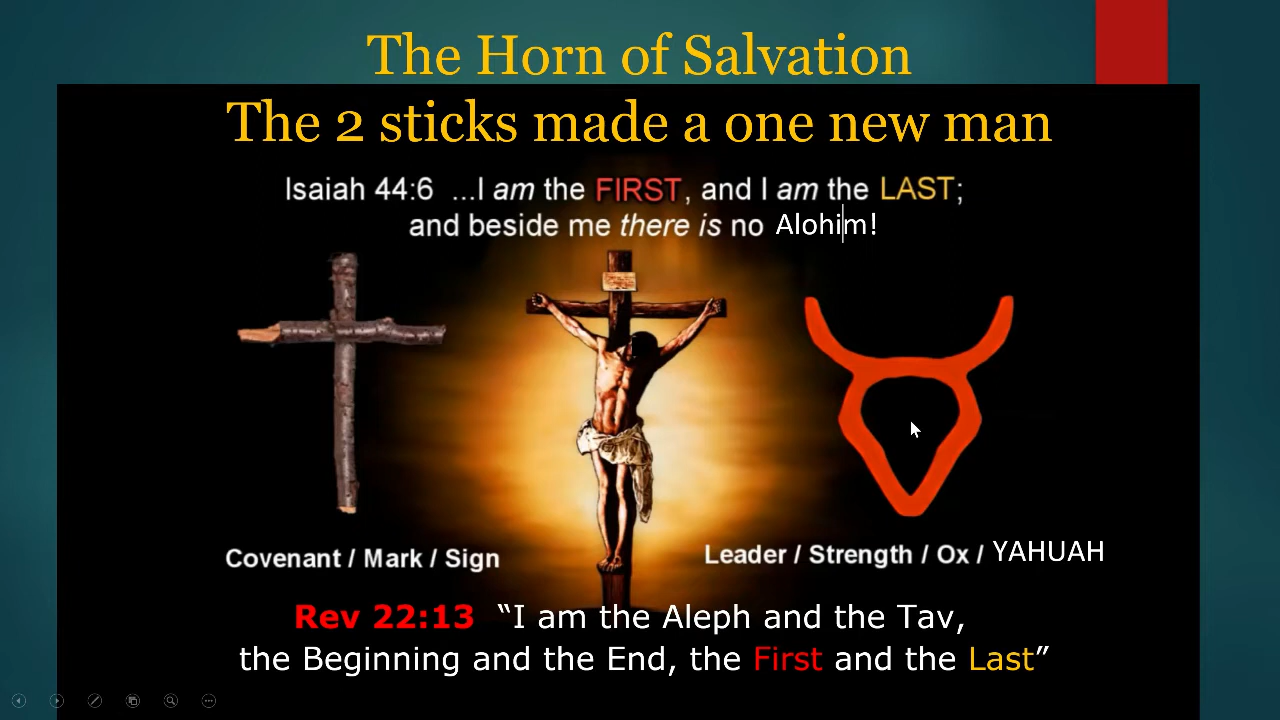 The Horn of Salvation
The 2 sticks made a one new man
Isaiah 44:6 ...I am the FIRST, and I am the LAST;
and beside me there is no Alohim!
Covenant / Mark / Sign
Leader / Strength / Ox / YAHUAH
Rev 22:13 “I am the Aleph and the Tav,
the Beginning and the End, the First and the Last”